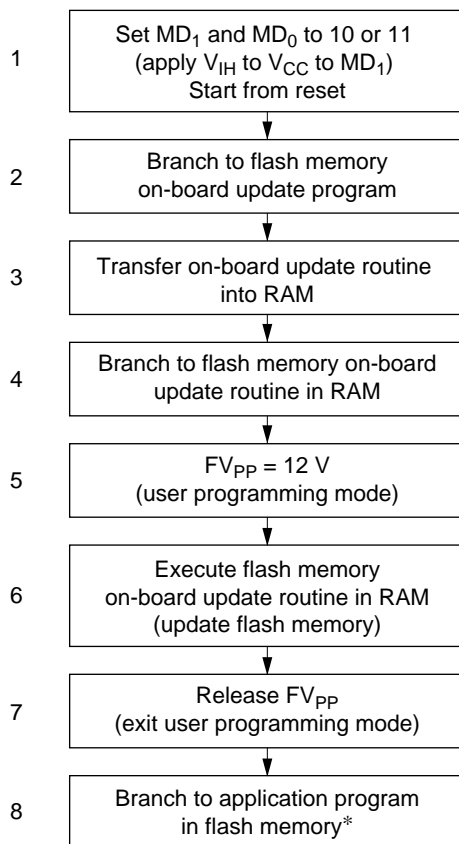 1
Set MD₁ and MD₀ to 10 or 11
(apply V_IH to V_CC to MD₁)
Start from reset
2
Branch to flash memory
on-board update program
3
Transfer on-board update routine
into RAM
4
Branch to flash memory on-board
update routine in RAM
5
FV_PP = 12 V
(user programming mode)
6
Execute flash memory
on-board update routine in RAM
(update flash memory)
7
Release FV_PP
(exit user programming mode)
8
Branch to application program
in flash memory*